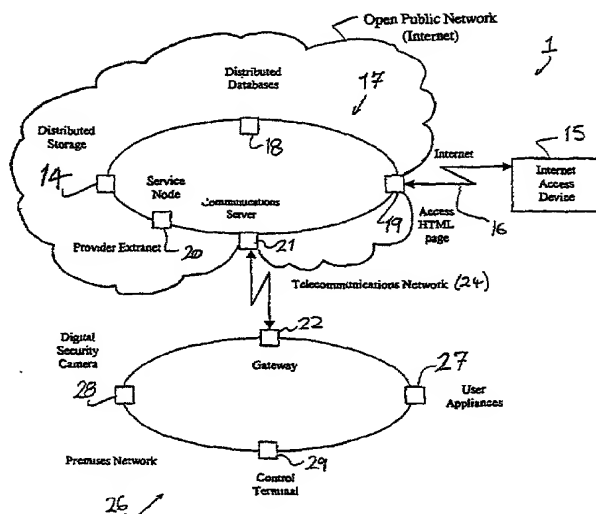 Open Public Network
(Internet)
1
Distributed
Databases
17
Distributed
Storage
18
15
Internet
Internet
Access
Device
14
Service
Node
Communications
Server
19
Access
HTML
page
16
Provider Extranet
20
21
Telecommunications Network (24)
22
Digital
Security
Camera
Gateway
27
28
User
Appliances
Premises Network
29
Control
Terminal
26